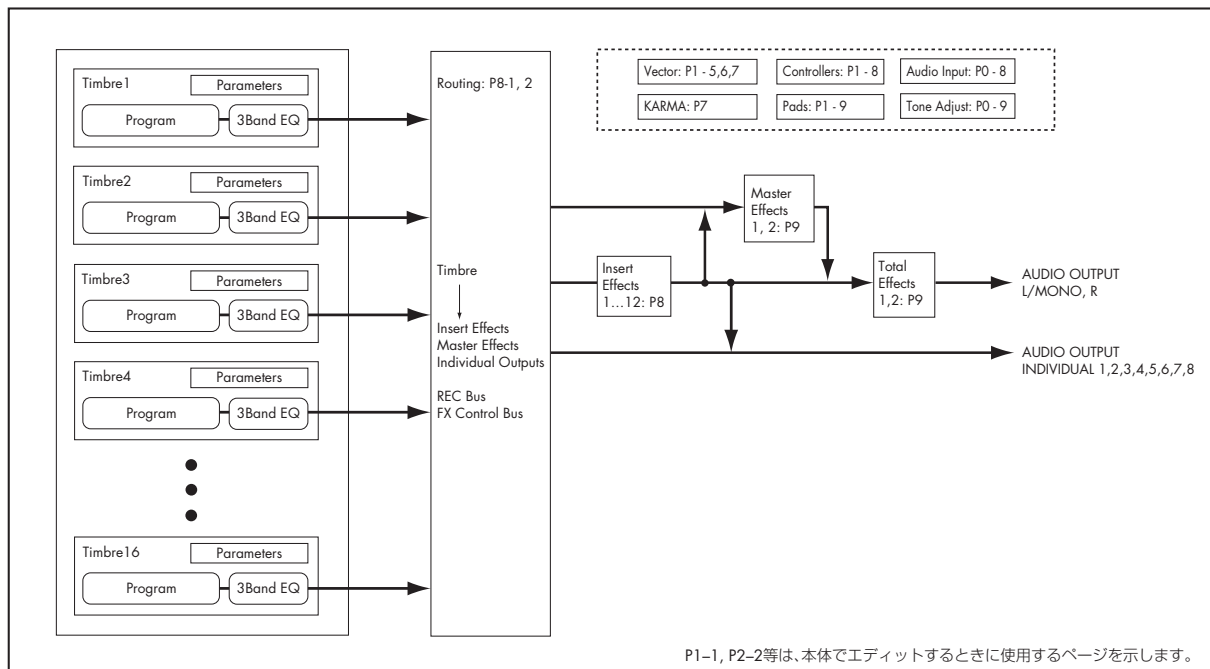 Timbre1
Parameters
Program
3Band EQ
Timbre2
Parameters
Program
3Band EQ
Timbre3
Parameters
Program
3Band EQ
Timbre4
Parameters
Program
3Band EQ
Timbre16
Parameters
Program
3Band EQ
Routing: P8-1, 2
Timbre
Insert Effects
Master Effects
Individual Outputs
REC Bus
FX Control Bus
Vector: P1 - 5,6,7
Controllers: P1 - 8
Audio Input: P0 - 8
KARMA: P7
Pads: P1 - 9
Tone Adjust: P0 - 9
Insert
Effects
1...12: P8
Master
Effects
1, 2: P9
Total
Effects
1,2: P9
AUDIO OUTPUT
L/MONO, R
AUDIO OUTPUT
INDIVIDUAL 1,2,3,4,5,6,7,8
P1–1, P2–2等は、本体でエディットするときに使用するページを示します。